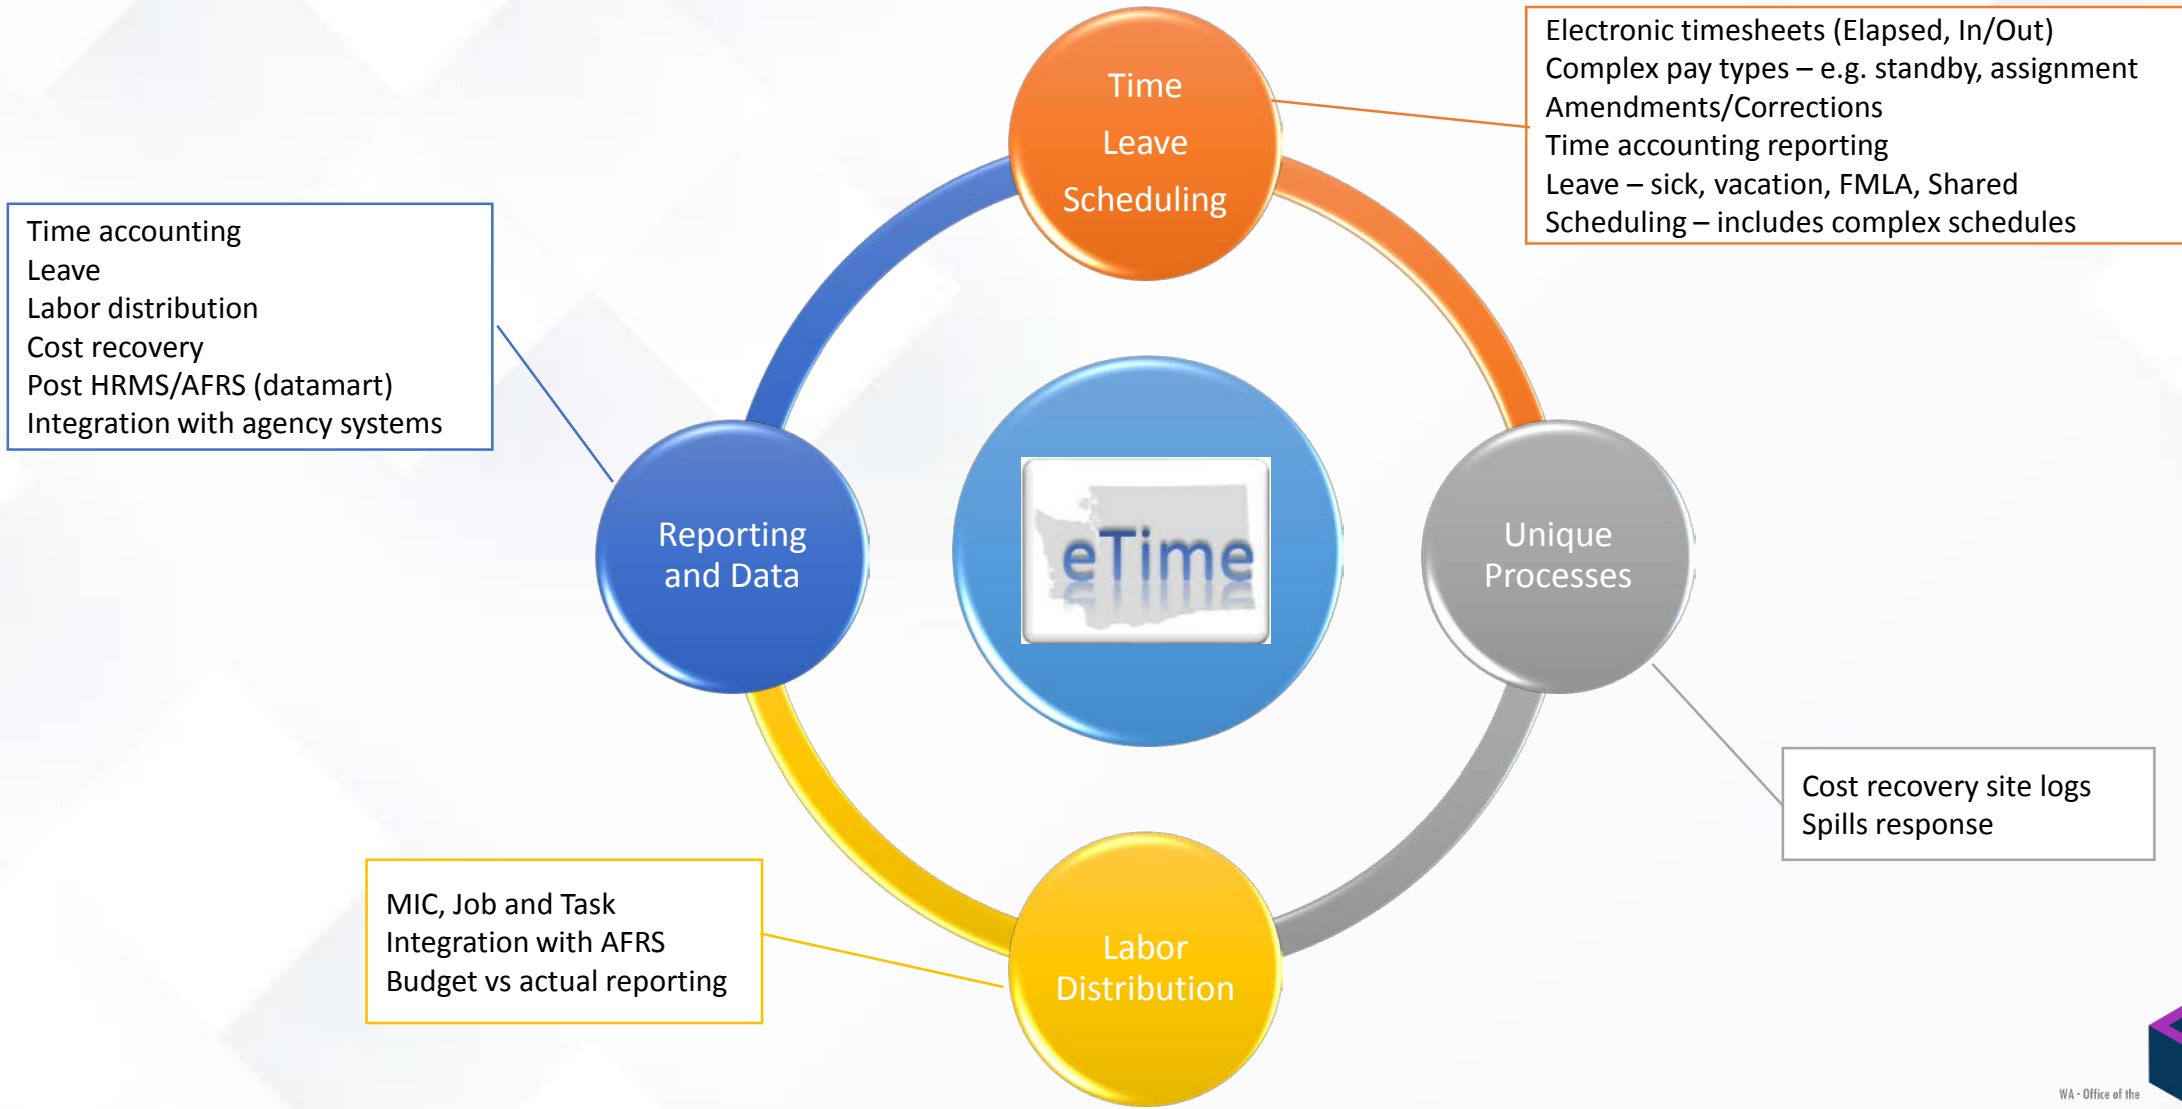 Time
Leave
Scheduling
Electronic timesheets (Elapsed, In/Out)
Complex pay types – e.g. standby, assignment
Amendments/Corrections
Time accounting reporting
Leave – sick, vacation, FMLA, Shared
Scheduling – includes complex schedules
Time accounting
Leave
Labor distribution
Cost recovery
Post HRMS/AFRS (datamart)
Integration with agency systems
Reporting
and Data
eTime
Unique
Processes
Cost recovery site logs
Spills response
MIC, Job and Task
Integration with AFRS
Budget vs actual reporting
Labor
Distribution
WA - Office of the